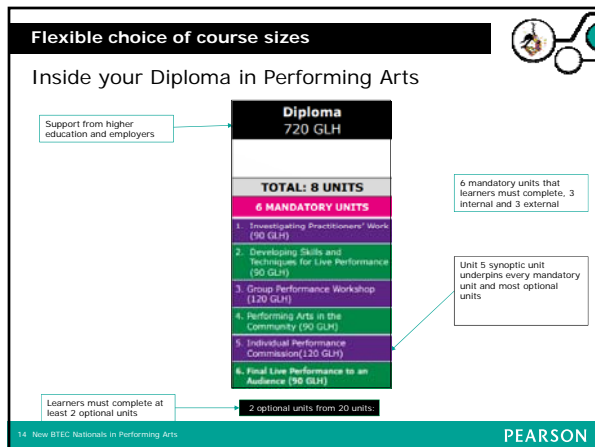 Flexible choice of course sizes
Inside your Diploma in Performing Arts
Support from higher
education and employers
Diploma
720 GLH
TOTAL: 8 UNITS
6 MANDATORY UNITS
1. Investigating Practitioners' Work
(90 GLH)
2. Developing Skills and
Techniques for Live Performance
(90 GLH)
3. Group Performance Workshop
(120 GLH)
4. Performing Arts in the
Community (90 GLH)
5. Individual Performance
Commission(120 GLH)
6. Final Live Performance to an
Audience (90 GLH)
6 mandatory units that
learners must complete, 3
internal and 3 external
Unit 5 synoptic unit
underpins every mandatory
unit and most optional
units
Learners must complete at
least 2 optional units
2 optional units from 20 units:
14 New BTEC Nationals in Performing Arts
PEARSON